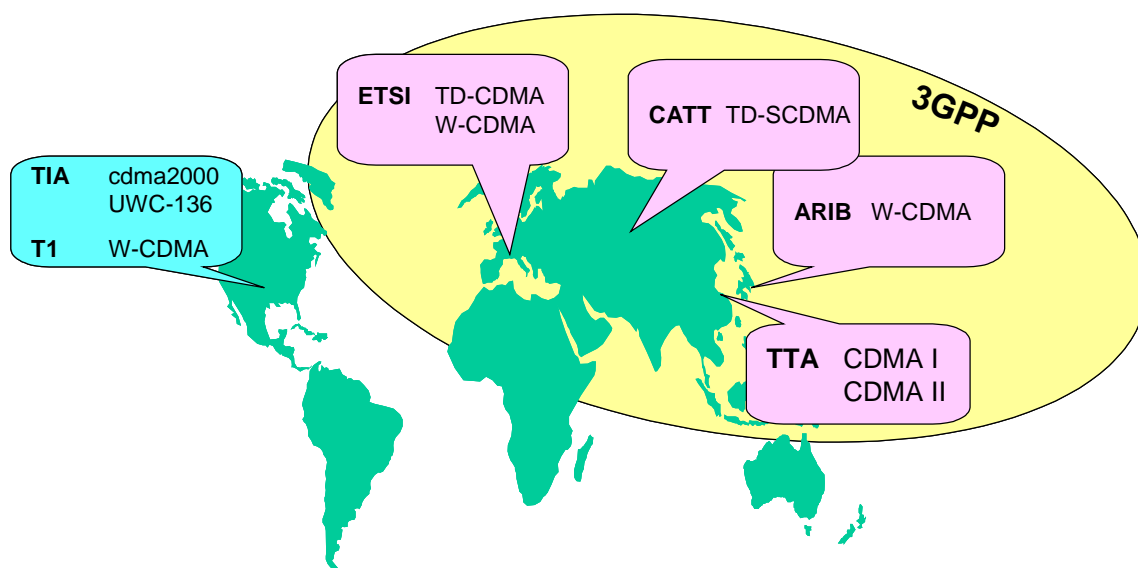 3GPP
ETSI TD-CDMA
W-CDMA
CATT TD-SCDMA
TIA cdma2000
UWC-136
T1 W-CDMA
ARIB W-CDMA
TTA CDMA I
CDMA II